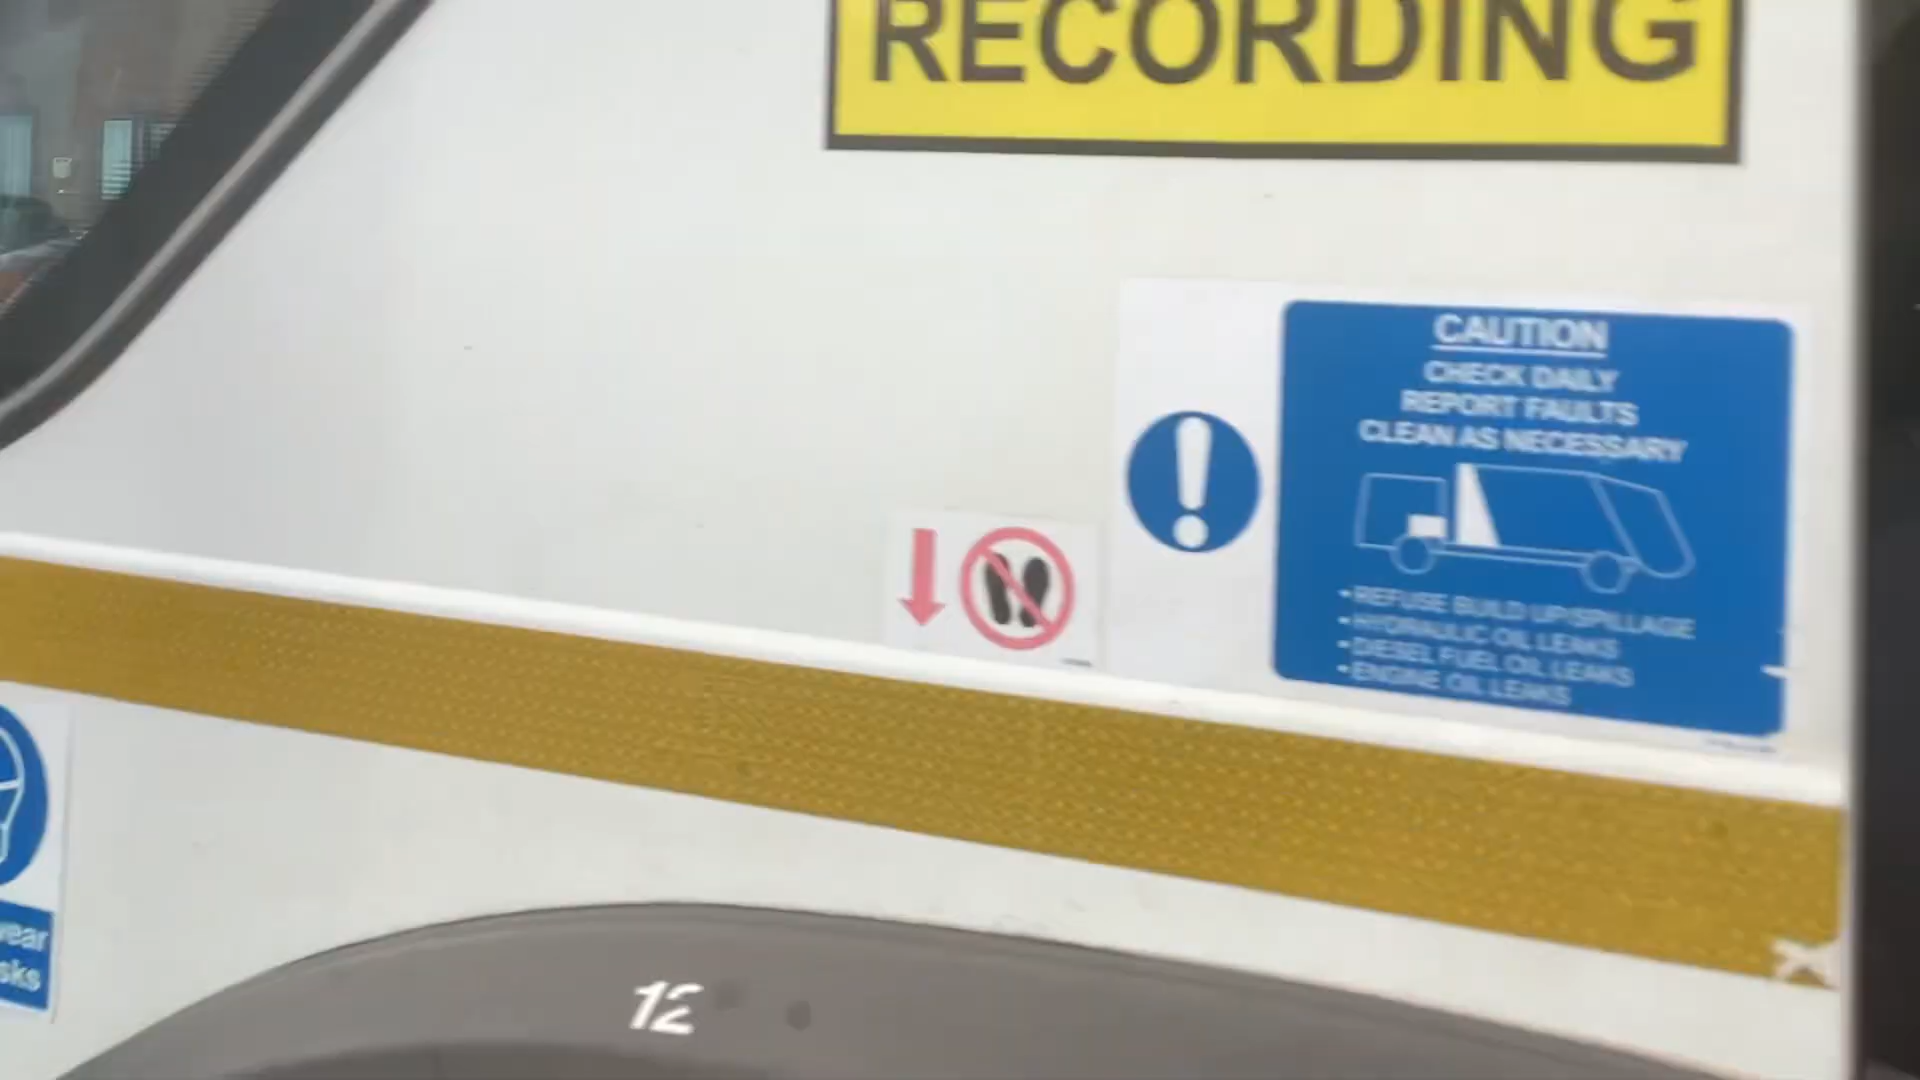 RECORDING
CAUTION
CHECK DAILY
REPORT FAULTS
CLEAN AS NECESSARY
• REFUSE BUILD UP/SPILLAGE
• HYDRAULIC OIL LEAKS
• DIESEL FUEL OIL LEAKS
• ENGINE OIL LEAKS
12